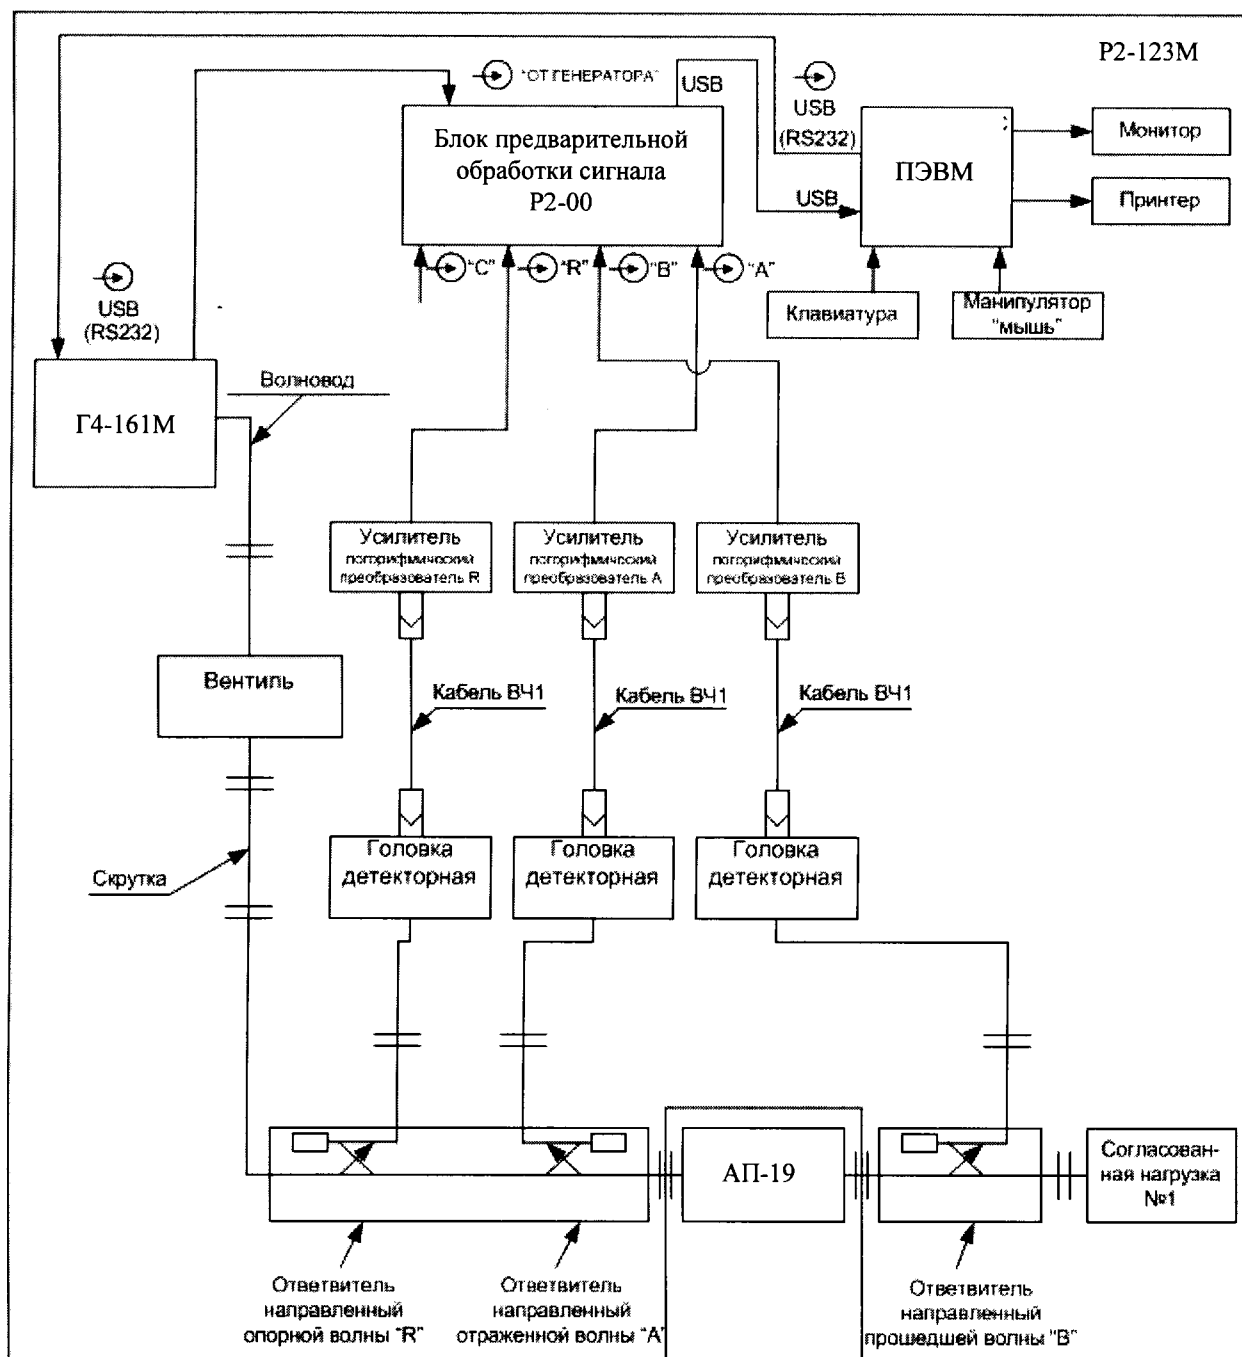 Р2-123М
"ОТ ГЕНЕРАТОРА"
USB
USB
(RS232)
Блок предварительной
обработки сигнала
Р2-00
ПЭВМ
Монитор
Принтер
USB
"C"
"R"
"B"
"A"
Клавиатура
Манипулятор
"мышь"
USB
(RS232)
Г4-161М
Волновод
Усилитель
логорифмический
преобразователь R
Усилитель
логорифмический
преобразователь A
Усилитель
логорифмический
преобразователь B
Вентиль
Кабель ВЧ1
Кабель ВЧ1
Кабель ВЧ1
Скрутка
Головка
детекторная
Головка
детекторная
Головка
детекторная
АП-19
Согласован-
ная нагрузка
№1
Ответвитель
направленный
опорной волны "R"
Ответвитель
направленный
отраженной волны "A"
Ответвитель
направленный
прошедшей волны "B"